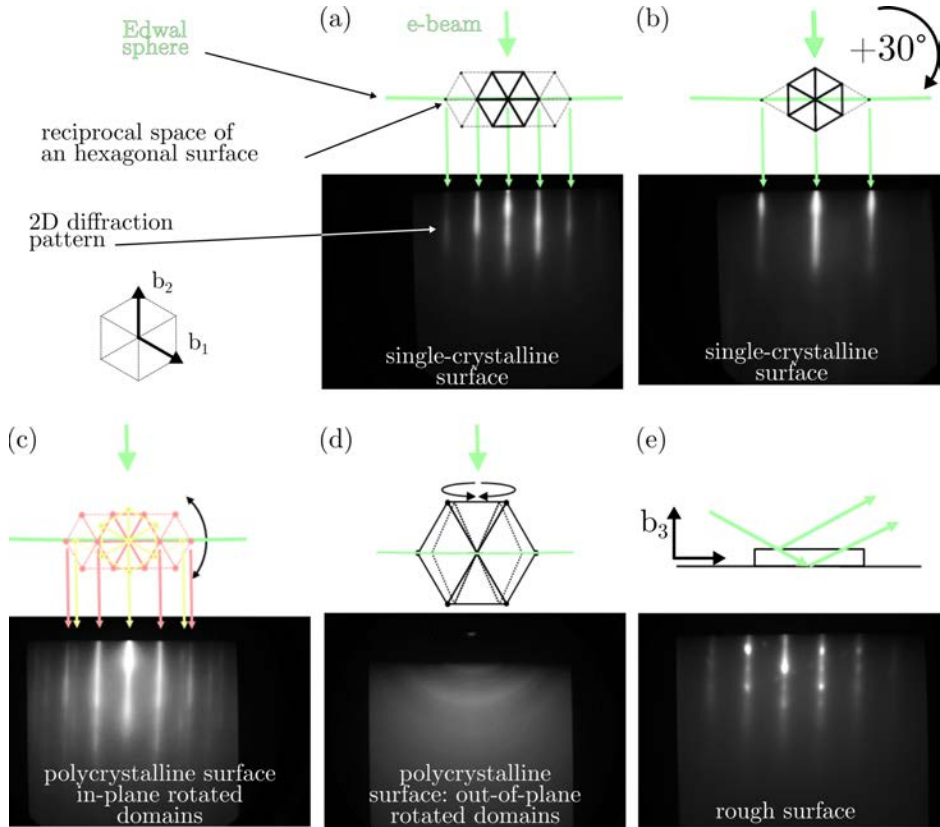 (a)
Edwal
sphere
e-beam
reciprocal space of
an hexagonal surface
2D diffraction
pattern
b2
b1
single-crystalline
surface
(b)
+30°
single-crystalline
surface
(c)
polycrystalline surface
in-plane rotated
domains
(d)
polycrystalline
surface: out-of-plane
rotated domains
(e)
b3
rough surface